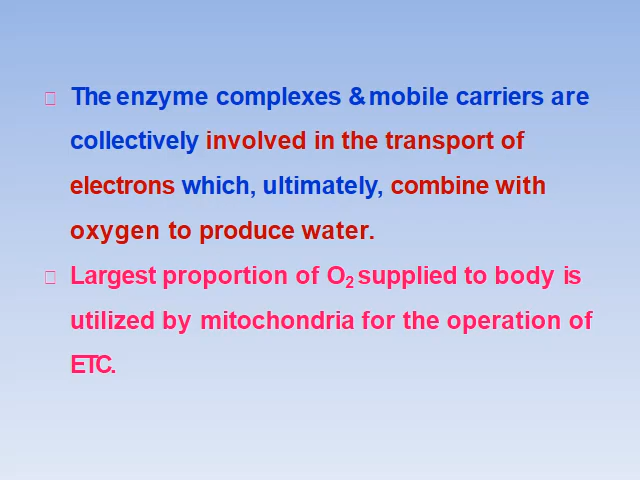 The enzyme complexes & mobile carriers are
collectively involved in the transport of
electrons which, ultimately, combine with
oxygen to produce water.
Largest proportion of O₂ supplied to body is
utilized by mitochondria for the operation of
ETC.